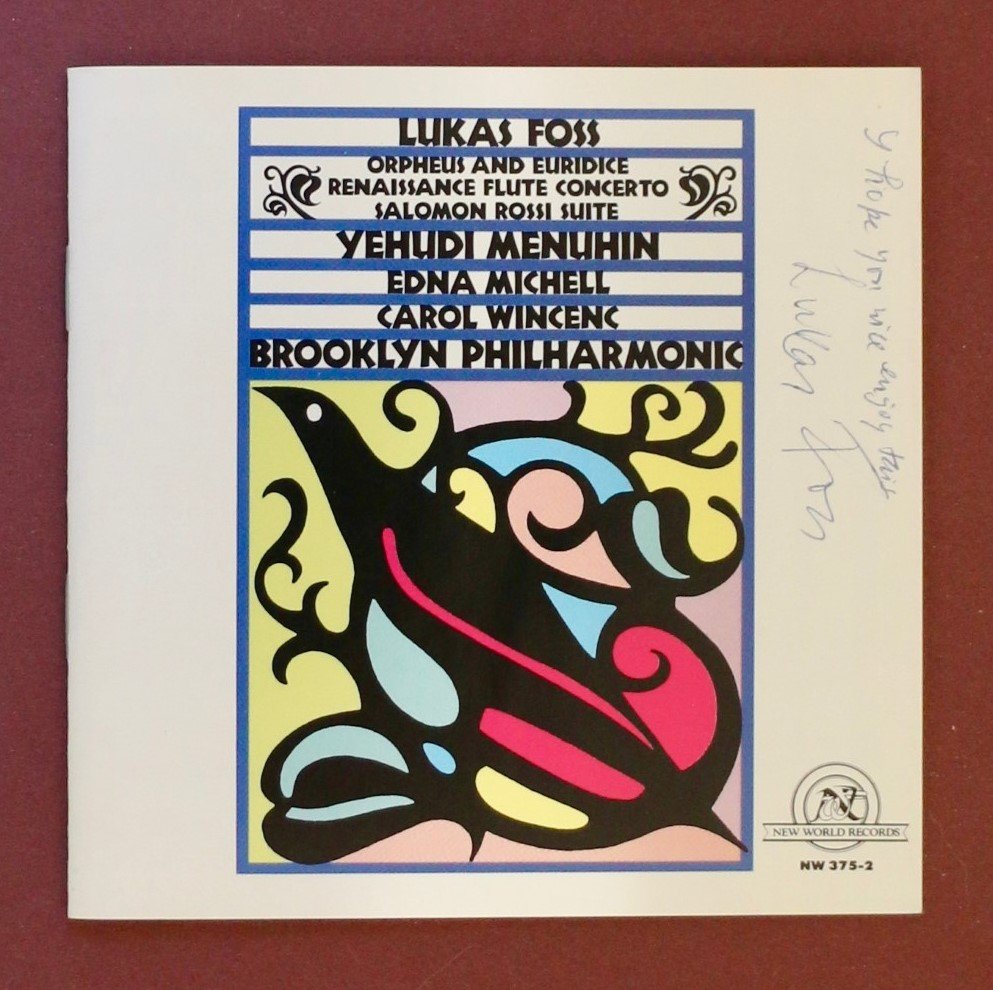 LUKAS FOSS
ORPHEUS AND EURIDICE
RENAISSANCE FLUTE CONCERTO
SALOMON ROSSI SUITE
YEHUDI MENUHIN
EDNA MICHELL
CAROL WINCENC
BROOKLYN PHILHARMONIC
hope you enjoy this
Lukas Foss
NEW WORLD RECORDS
NW 375-2